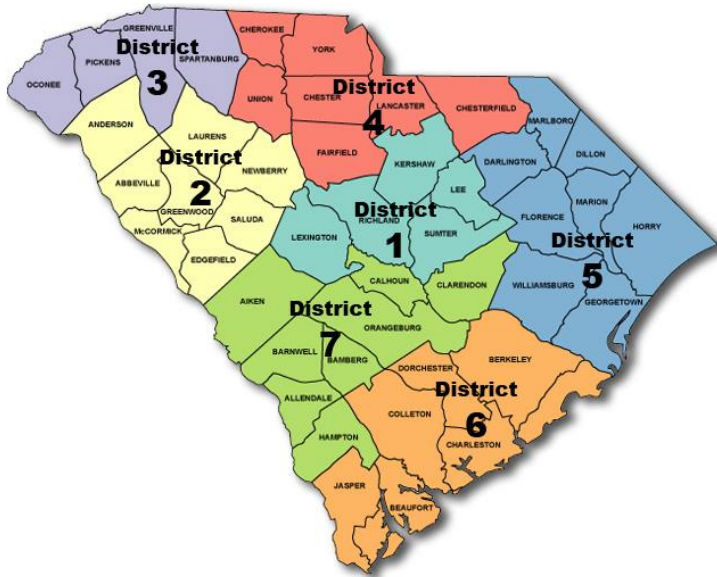 GREENVILLE
CHEROKEE
YORK
PICKENS
District
3
SPARTANBURG
OCONEE
UNION
CHESTER
District
4
LANCASTER
CHESTERFIELD
MARLBORO
ANDERSON
LAURENS
FAIRFIELD
KERSHAW
DARLINGTON
DILLON
District
2
NEWBERRY
ABBEVILLE
GREENWOOD
LEE
MARION
McCORMICK
SALUDA
RICHLAND
District
1
FLORENCE
HORRY
EDGEFIELD
LEXINGTON
SUMTER
District
5
AIKEN
CALHOUN
CLARENDON
WILLIAMSBURG
GEORGETOWN
District
7
ORANGEBURG
BARNWELL
BAMBERG
DORCHESTER
BERKELEY
ALLENDALE
COLLETON
District
6
HAMPTON
CHARLESTON
JASPER
BEAUFORT